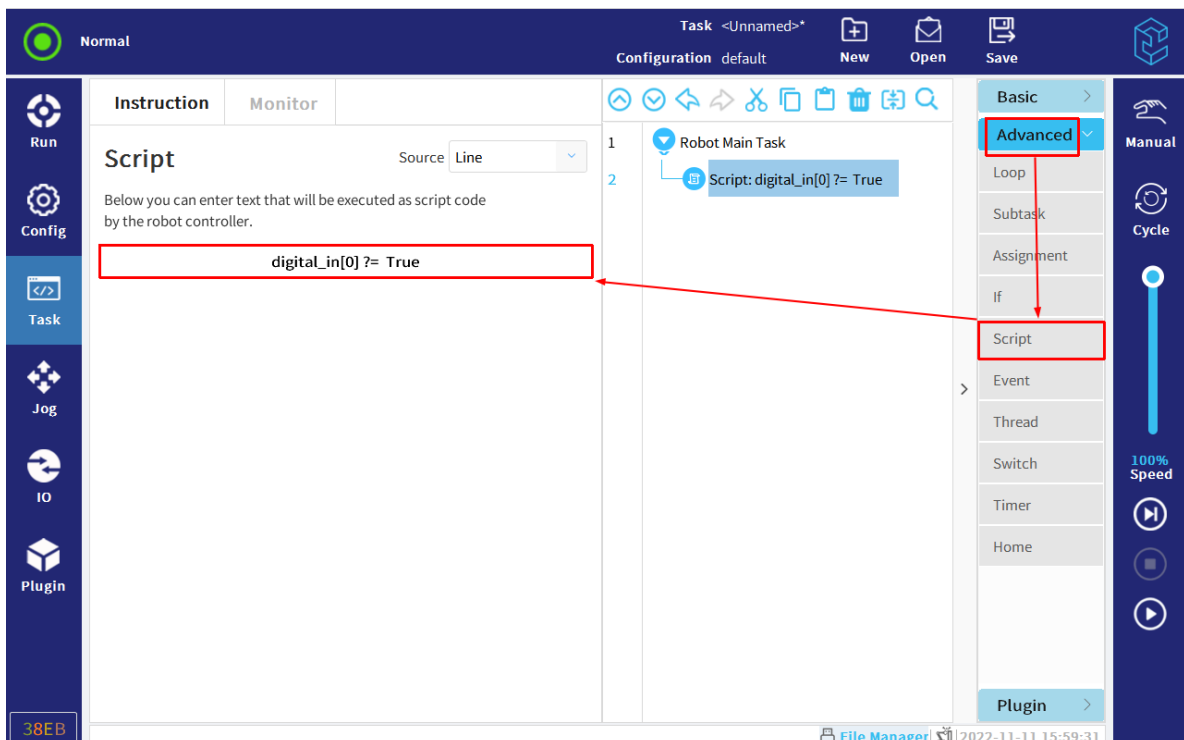 Normal
Task <Unnamed>*
Configuration default
New
Open
Save
Run
Config
Task
Jog
IO
Plugin
38EB
Instruction
Monitor
Script
Source Line
Below you can enter text that will be executed as script code
by the robot controller.
digital_in[0] ?= True
1 Robot Main Task
2 Script: digital_in[0] ?= True
Basic
Advanced
Loop
Subtask
Assignment
If
Script
Event
Thread
Switch
Timer
Home
Plugin
Manual
Cycle
100%
Speed
File Manager
2022-11-11 15:59:31